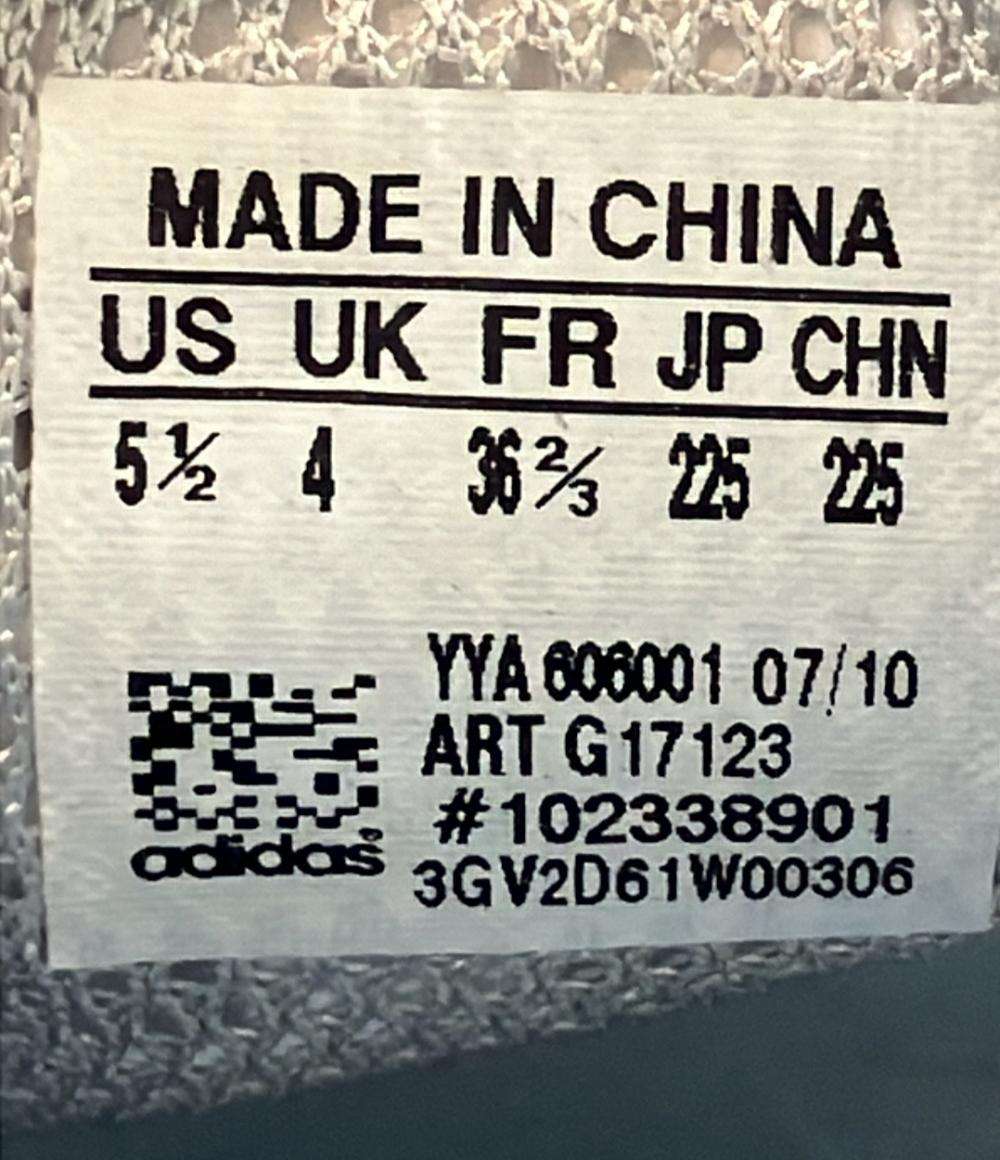 MADE IN CHINA
US UK FR JP CHN
5½ 4 36⅔ 225 225
YYA 606001 07/10
ART G17123
#102338901
adidas®
3GV2D61W00306